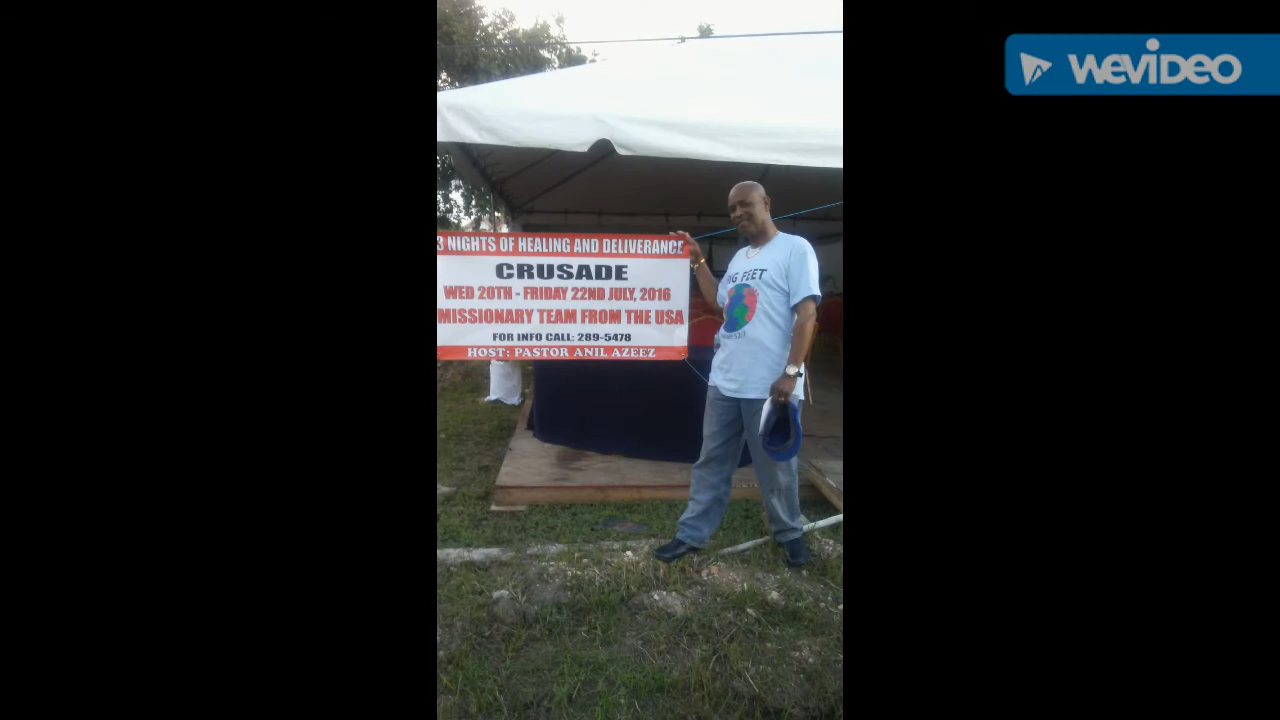 WEVIDEO
3 NIGHTS OF HEALING AND DELIVERANCE
CRUSADE
WED 20TH - FRIDAY 22ND JULY, 2016
MISSIONARY TEAM FROM THE USA
FOR INFO CALL: 289-5478
HOST: PASTOR ANIL AZEEZ
FEET